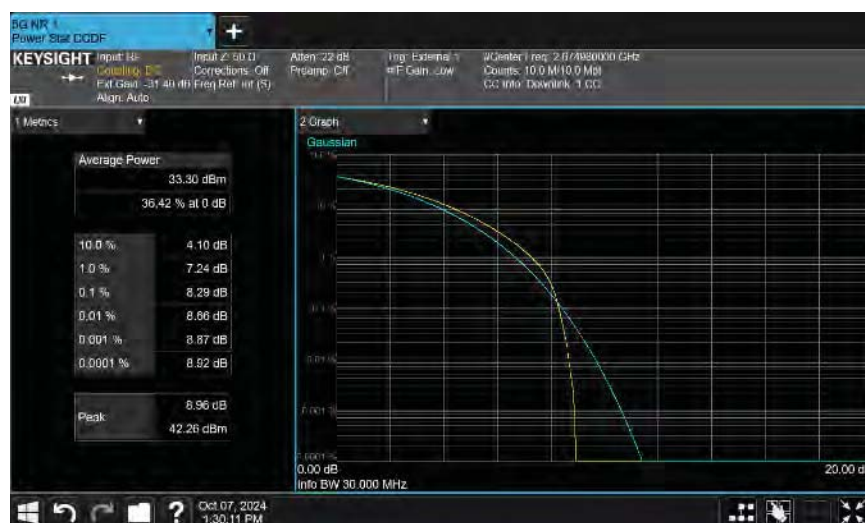 5G NR 1
Power Stat CCDF
KEYSIGHT
Input: RF
Coupling: DC
Ext Gain: -31.40 dB
Align: Auto
Input Z: 50 Ω
Corrections: Off
Freq Ref: Int (S)
Atten: 22 dB
Preamp: Off
Trig: External 1
#IF Gain: Low
Counts: 10.0 M/10.0 Mpt
CC Info: Downlink, 1 CC
1 Metrics
Average Power
33.30 dBm
36.42 % at 0 dB
10.0 % 4.10 dB
1.0 % 7.24 dB
0.1 % 8.29 dB
0.01 % 8.66 dB
0.001 % 8.87 dB
0.0001 % 8.92 dB
Peak
8.96 dB
42.26 dBm
2 Graph
Gaussian
0.00 dB
20.00 d
Info BW 30.000 MHz
Oct 07, 2024
1:30:11 PM